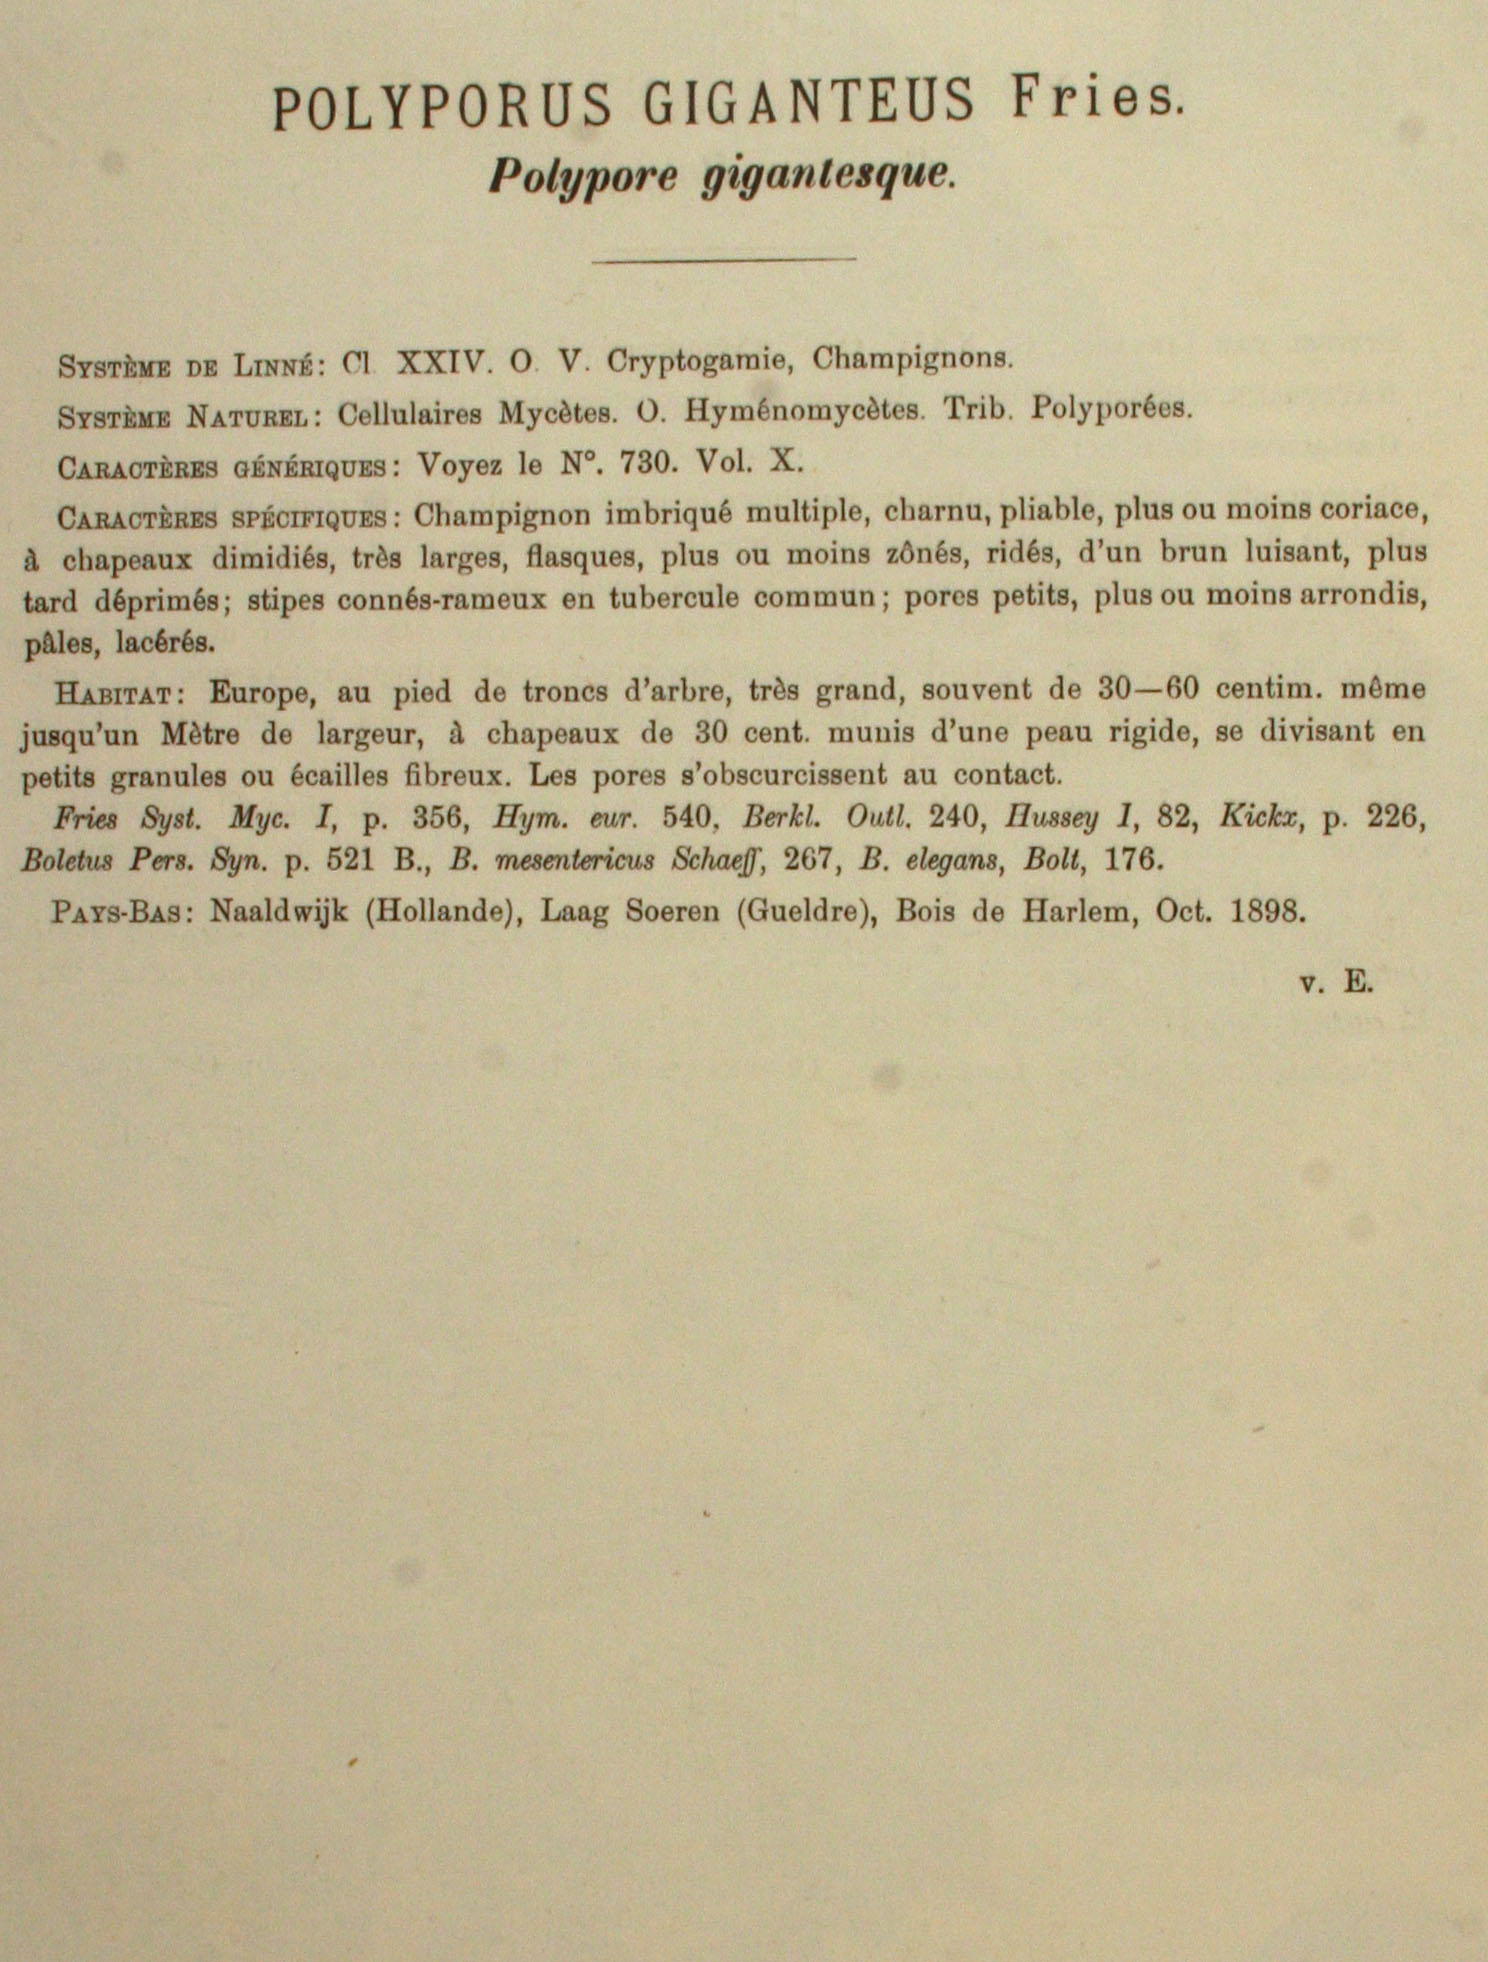 POLYPORUS GIGANTEUS Fries.
Polypore gigantesque.
Système de Linné: Cl XXIV. O. V. Cryptogamie, Champignons.
Système Naturel: Cellulaires Mycètes. O. Hyménomycètes. Trib. Polyporées.
Caractères génériques: Voyez le N°. 730. Vol. X.
Caractères spécifiques: Champignon imbriqué multiple, charnu, pliable, plus ou moins coriace,
à chapeaux dimidiés, très larges, flasques, plus ou moins zônés, ridés, d'un brun luisant, plus
tard déprimés; stipes connés-rameux en tubercule commun; pores petits, plus ou moins arrondis,
pâles, lacérés.
Habitat: Europe, au pied de troncs d'arbre, très grand, souvent de 30—60 centim. même
jusqu'un Mètre de largeur, à chapeaux de 30 cent. munis d'une peau rigide, se divisant en
petits granules ou écailles fibreux. Les pores s'obscurcissent au contact.
Fries Syst. Myc. I, p. 356, Hym. eur. 540, Berkl. Outl. 240, Hussey I, 82, Kickx, p. 226,
Boletus Pers. Syn. p. 521 B., B. mesentericus Schaeff, 267, B. elegans, Bolt, 176.
Pays-Bas: Naaldwijk (Hollande), Laag Soeren (Gueldre), Bois de Harlem, Oct. 1898.
v. E.